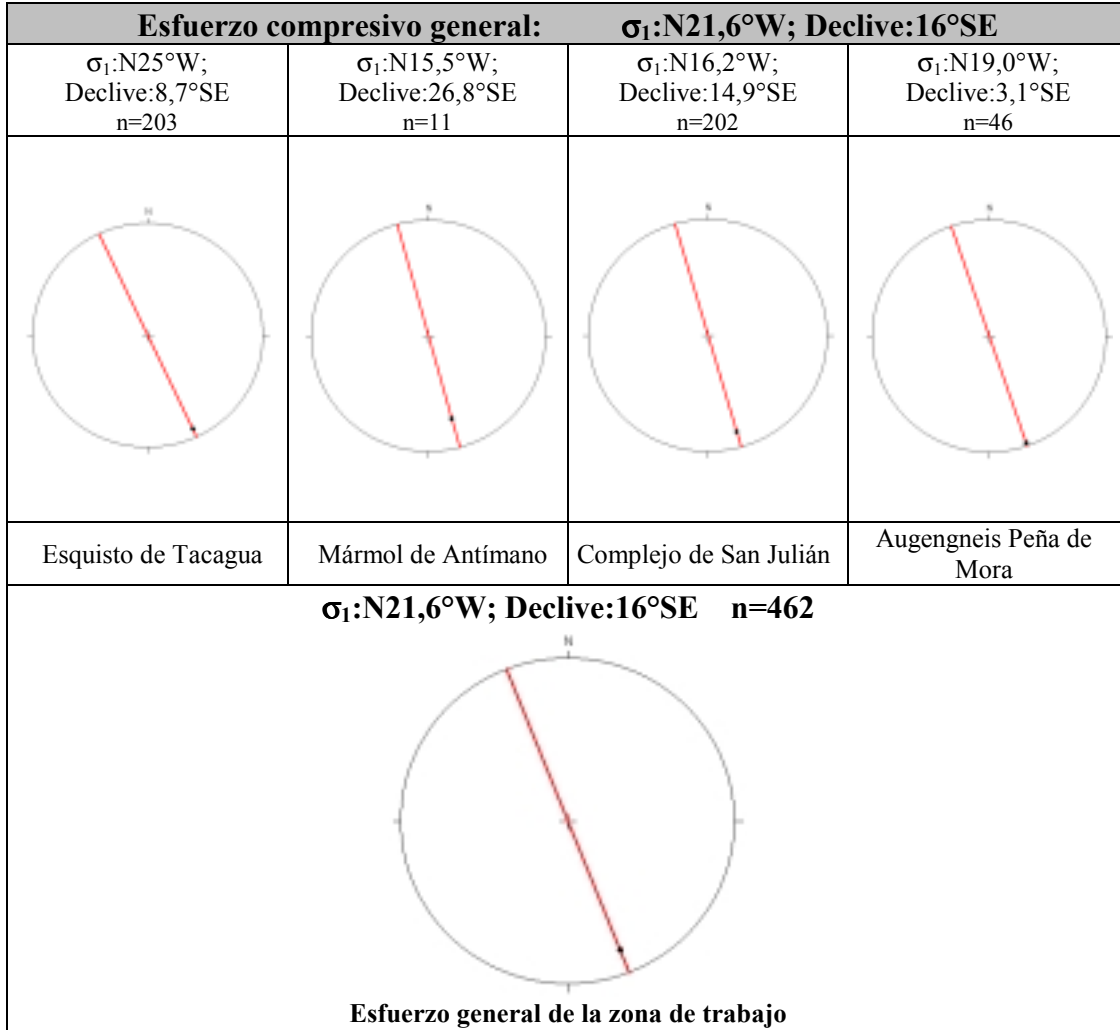 Esfuerzo compresivo general: σ₁:N21,6°W; Declive:16°SE
σ₁:N25°W;
Declive:8,7°SE
n=203
σ₁:N15,5°W;
Declive:26,8°SE
n=11
σ₁:N16,2°W;
Declive:14,9°SE
n=202
σ₁:N19,0°W;
Declive:3,1°SE
n=46
N
Esquisto de Tacagua
Mármol de Antímano
Complejo de San Julián
Augengneis Peña de
Mora
σ₁:N21,6°W; Declive:16°SE n=462
N
Esfuerzo general de la zona de trabajo